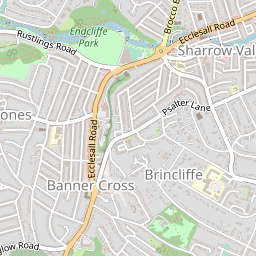 Endcliffe
Park
Rustlings Road
Brocco B
Ecclesall Road
Sharrow Val
Psalter Lane
ones
Ecclesall Road
Banner Cross
Brincliffe
low Road